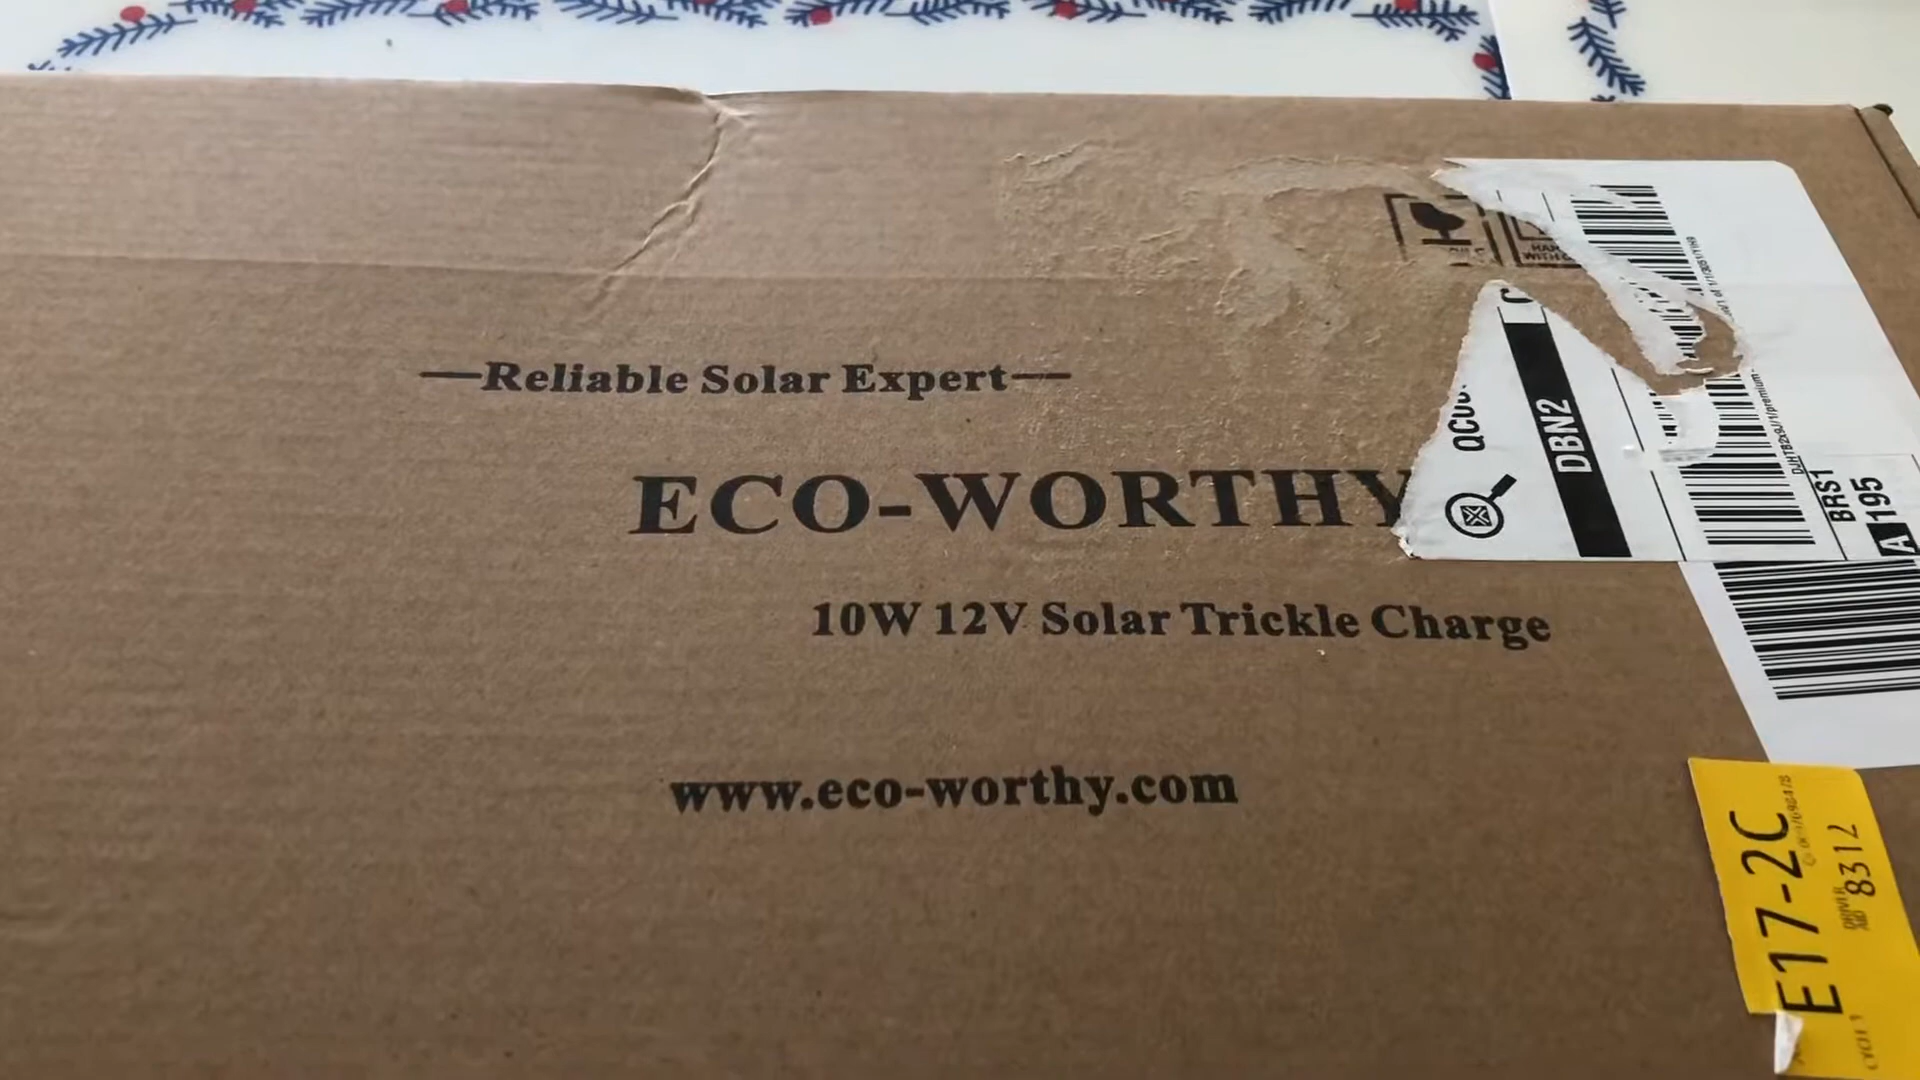 —Reliable Solar Expert—
ECO-WORTHY
10W 12V Solar Trickle Charge
www.eco-worthy.com
DBN2
BRS1
A195
E17-2C
8312